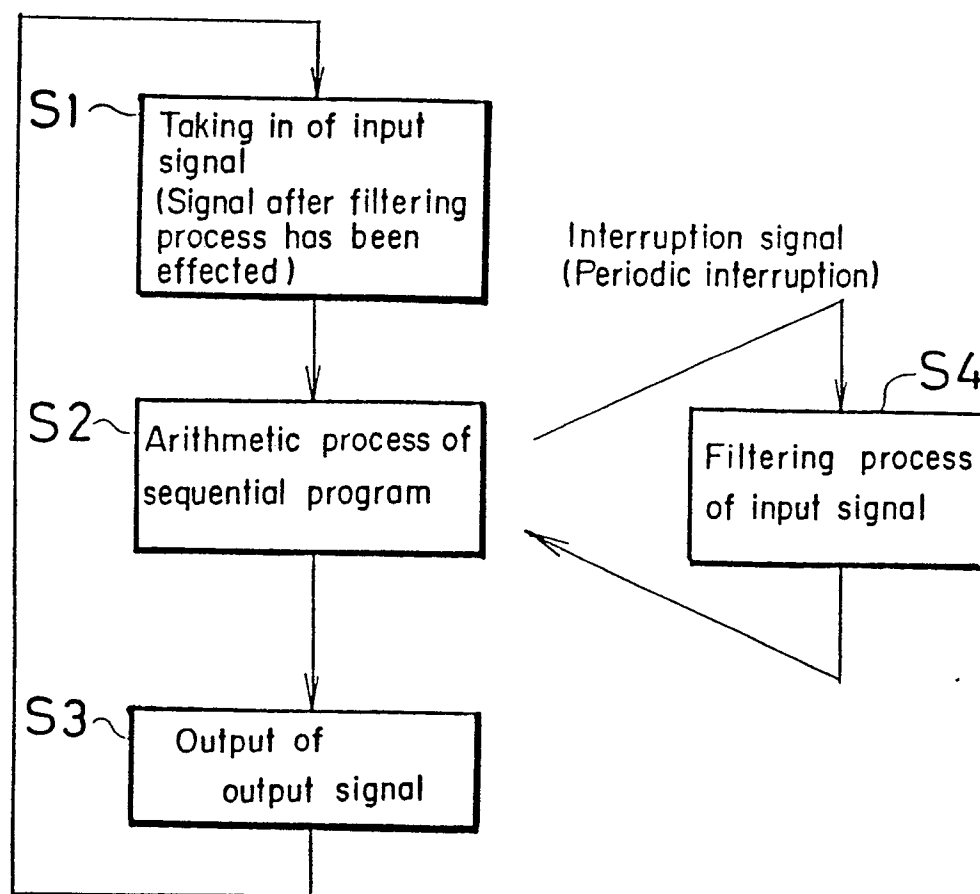 S1
Taking in of input
signal
(Signal after filtering
process has been
effected)
Interruption signal
(Periodic interruption)
S2
Arithmetic process of
sequential program
S4
Filtering process
of input signal
S3
Output of
output signal